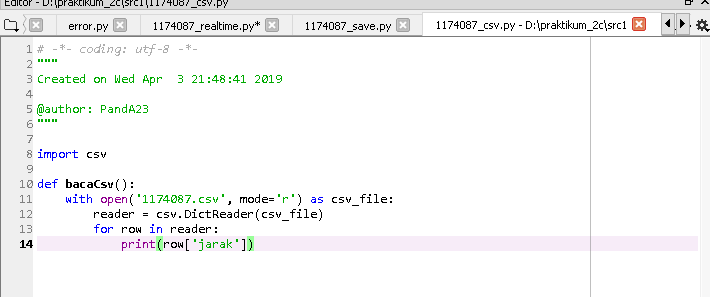 Editor - D:\praktikum_2c\src1\1174087_csv.py
error.py 1174087_realtime.py* 1174087_save.py 1174087_csv.py - D:\praktikum_2c\src1
1 # -*- coding: utf-8 -*-
2 """
3 Created on Wed Apr  3 21:48:41 2019
4
5 @author: PandA23
6 """
7
8 import csv
9
10 def bacaCsv():
11     with open('1174087.csv', mode='r') as csv_file:
12         reader = csv.DictReader(csv_file)
13         for row in reader:
14             print(row['jarak'])